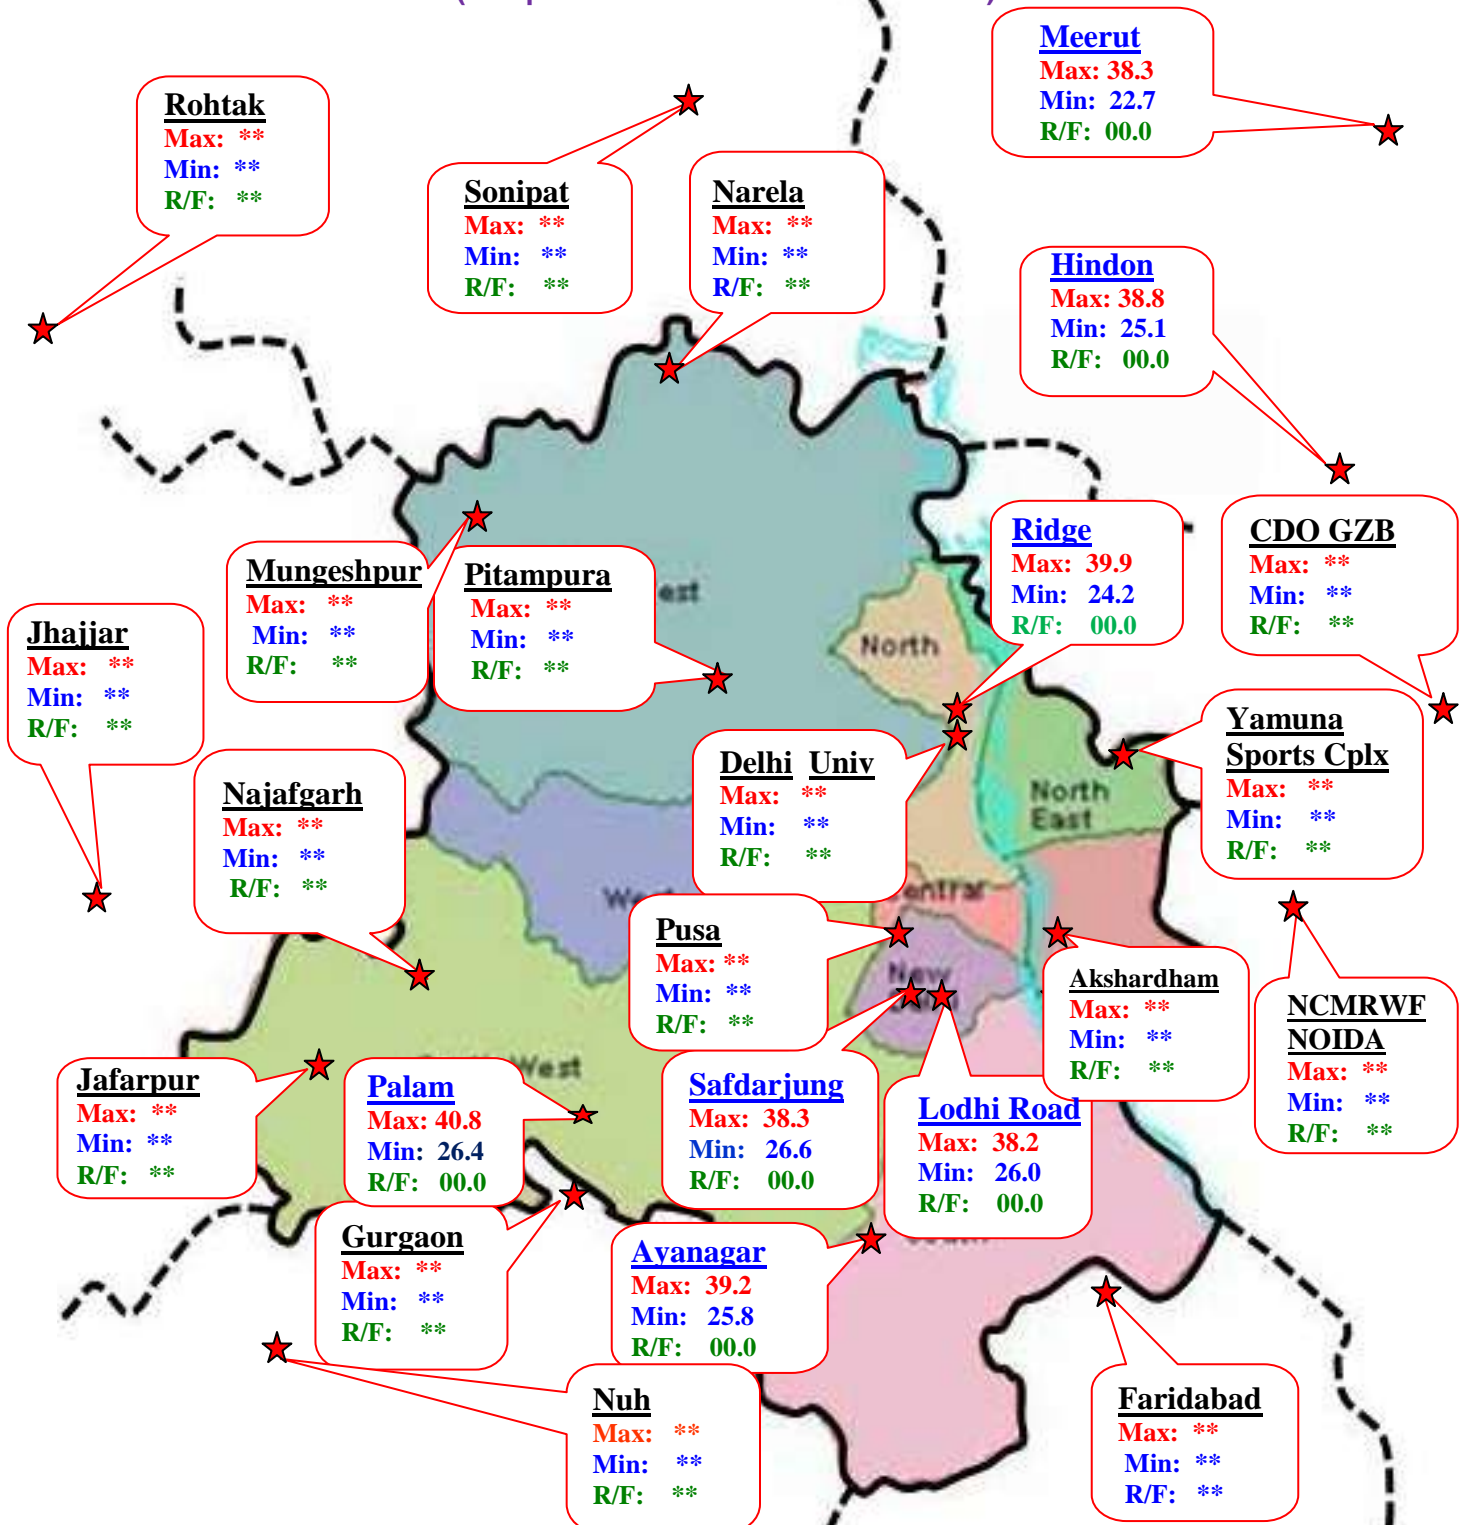 Meerut
Max: 38.3
Min: 22.7
R/F: 00.0
Rohtak
Max: **
Min: **
R/F: **
Sonipat
Max: **
Min: **
R/F: **
Narela
Max: **
Min: **
R/F: **
Hindon
Max: 38.8
Min: 25.1
R/F: 00.0
Mungeshpur
Max: **
Min: **
R/F: **
Pitampura
Max: **
Min: **
R/F: **
est
North
Ridge
Max: 39.9
Min: 24.2
R/F: 00.0
CDO GZB
Max: **
Min: **
R/F: **
Jhajjar
Max: **
Min: **
R/F: **
Najafgarh
Max: **
Min: **
R/F: **
Delhi Univ
Max: **
Min: **
R/F: **
North
East
Yamuna
Sports Cplx
Max: **
Min: **
R/F: **
Pusa
Max: **
Min: **
R/F: **
entral
New
Akshardham
Max: **
Min: **
R/F: **
NCMRWF
NOIDA
Max: **
Min: **
R/F: **
Jafarpur
Max: **
Min: **
R/F: **
West
Palam
Max: 40.8
Min: 26.4
R/F: 00.0
Safdarjung
Max: 38.3
Min: 26.6
R/F: 00.0
Lodhi Road
Max: 38.2
Min: 26.0
R/F: 00.0
Gurgaon
Max: **
Min: **
R/F: **
Ayanagar
Max: 39.2
Min: 25.8
R/F: 00.0
Nuh
Max: **
Min: **
R/F: **
Faridabad
Max: **
Min: **
R/F: **